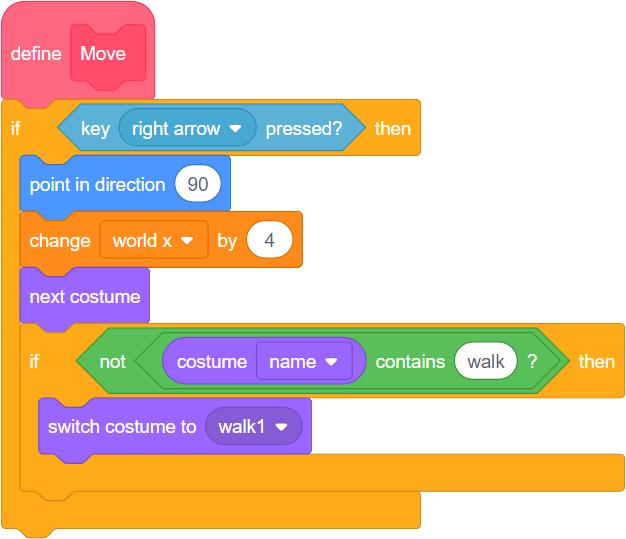 define Move
if key right arrow pressed? then
point in direction 90
change world x by 4
next costume
if not costume name contains walk ? then
switch costume to walk1